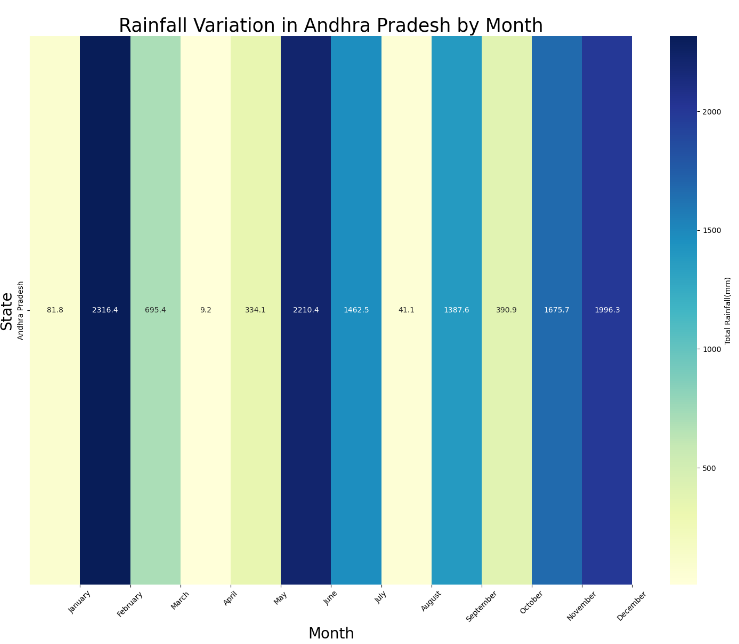 Rainfall Variation in Andhra Pradesh by Month
State
Andhra Pradesh
81.8 2316.4 695.4 9.2 334.1 2210.4 1462.5 41.1 1387.6 390.9 1675.7 1996.3
January February March April May June July August September October November December
Month
2000
1500
1000
500
Total Rainfall(mm)